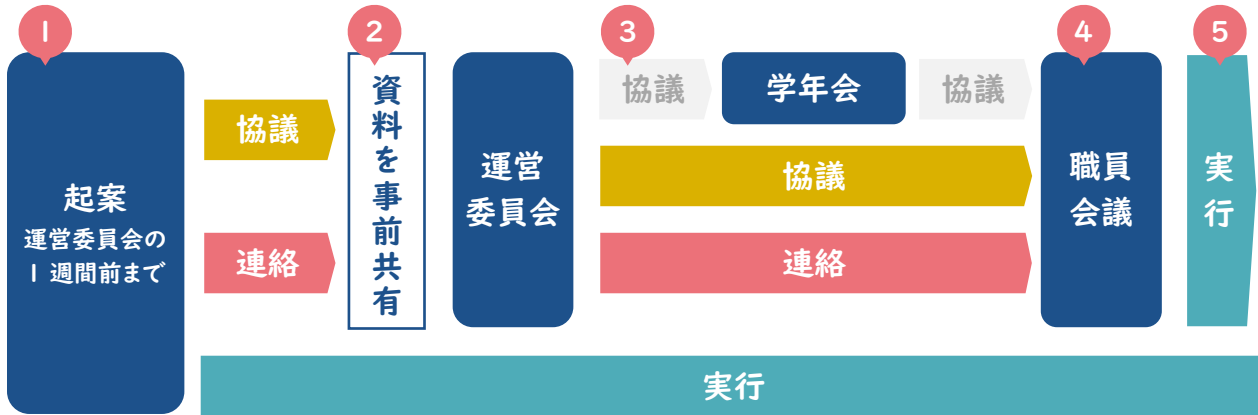 1
起案
運営委員会の
1 週間前まで
協議
連絡
2
資料を事前共有
運営
委員会
3
協議
学年会
協議
協議
連絡
4
職員
会議
5
実行
実行